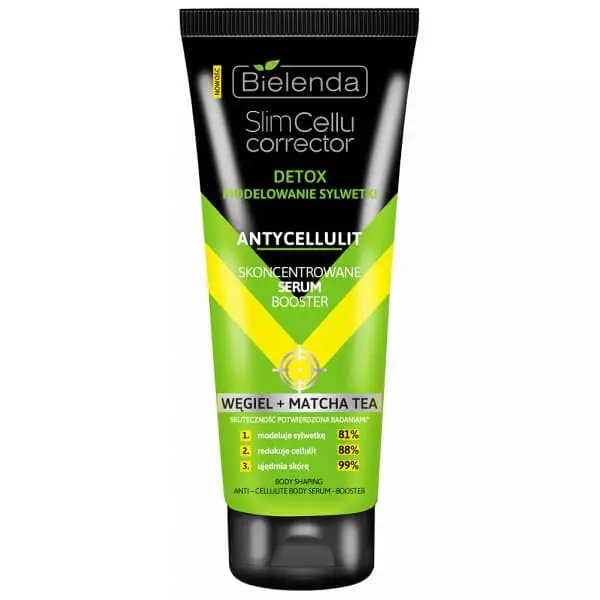 NOWOŚĆ
Bielenda
SlimCellu
corrector
DETOX
MODELOWANIE SYLWETKI
ANTYCELLULIT
SKONCENTROWANE
SERUM
BOOSTER
WĘGIEL + MATCHA TEA
SKUTECZNOŚĆ POTWIERDZONA BADANIAMI*
1. modeluje sylwetkę 81%
2. redukuje cellulit 88%
3. ujędrnia skórę 99%
BODY SHAPING
ANTI – CELLULITE BODY SERUM - BOOSTER